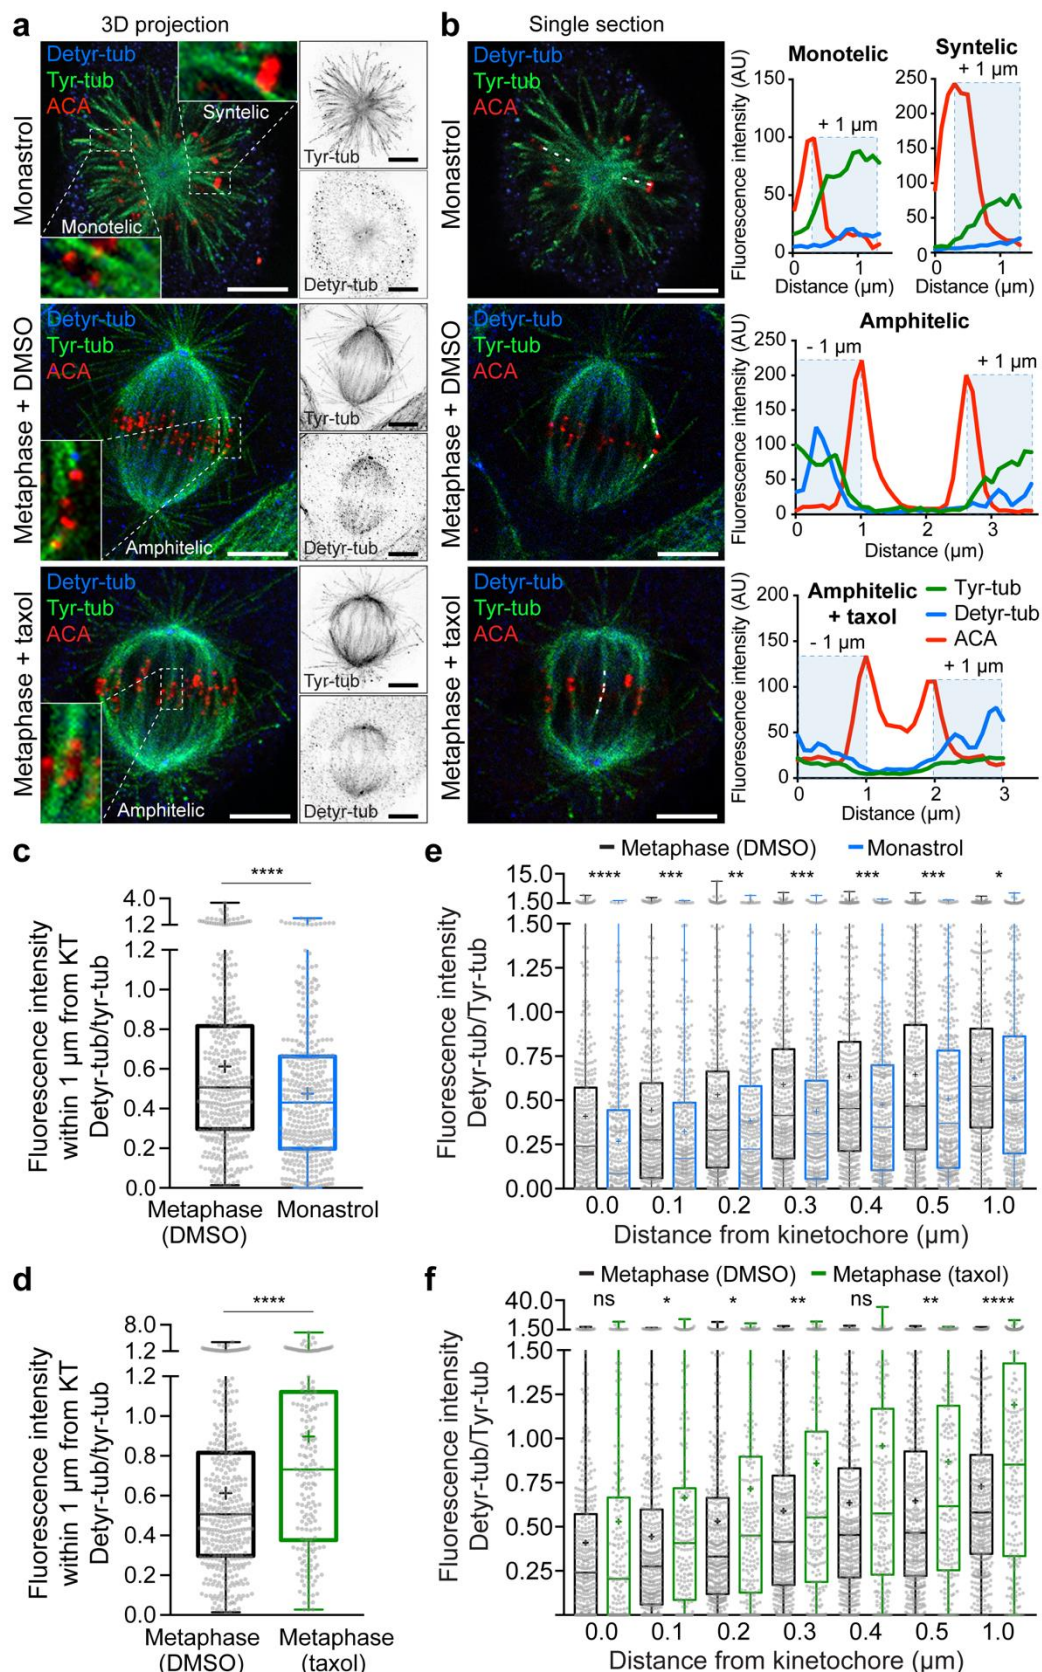 a
3D projection
Monastrol
Detyr-tub
Tyr-tub
ACA
Syntelic
Monotelic
Tyr-tub
Detyr-tub
Metaphase + DMSO
Detyr-tub
Tyr-tub
ACA
Amphitelic
Tyr-tub
Detyr-tub
Metaphase + taxol
Detyr-tub
Tyr-tub
ACA
Amphitelic
Tyr-tub
Detyr-tub
b
Single section
Monastrol
Detyr-tub
Tyr-tub
ACA
Metaphase + DMSO
Detyr-tub
Tyr-tub
ACA
Metaphase + taxol
Detyr-tub
Tyr-tub
ACA
Monotelic
Fluorescence intensity (AU)
150
100
50
0
+ 1 µm
0 1
Distance (µm)
Syntelic
250
200
150
100
50
0
+ 1 µm
0 1
Distance (µm)
Amphitelic
Fluorescence intensity (AU)
250
200
150
100
50
0
- 1 µm
+ 1 µm
0 1 2 3
Distance (µm)
Amphitelic
+ taxol
Fluorescence intensity (AU)
200
150
100
50
0
Tyr-tub
Detyr-tub
ACA
- 1 µm
+ 1 µm
0 1 2 3
Distance (µm)
c
Fluorescence intensity
within 1 µm from KT
Detyr-tub/tyr-tub
****
4.0
1.2
1.2
1.0
0.8
0.6
0.4
0.2
0.0
Metaphase
(DMSO)
Monastrol
e
Metaphase (DMSO) Monastrol
Fluorescence intensity
Detyr-tub/Tyr-tub
15.0
1.50
1.50
1.25
1.00
0.75
0.50
0.25
0.00
**** *** ** *** *** *** *
0.0 0.1 0.2 0.3 0.4 0.5 1.0
Distance from kinetochore (µm)
d
Fluorescence intensity
within 1 µm from KT
Detyr-tub/tyr-tub
****
8.0
1.2
1.2
1.0
0.8
0.6
0.4
0.2
0.0
Metaphase
(DMSO)
Metaphase
(taxol)
f
Metaphase (DMSO) Metaphase (taxol)
Fluorescence intensity
Detyr-tub/Tyr-tub
40.0
1.50
1.50
1.25
1.00
0.75
0.50
0.25
ns * * ** ns ** ****
0.0 0.1 0.2 0.3 0.4 0.5 1.0
Distance from kinetochore (µm)